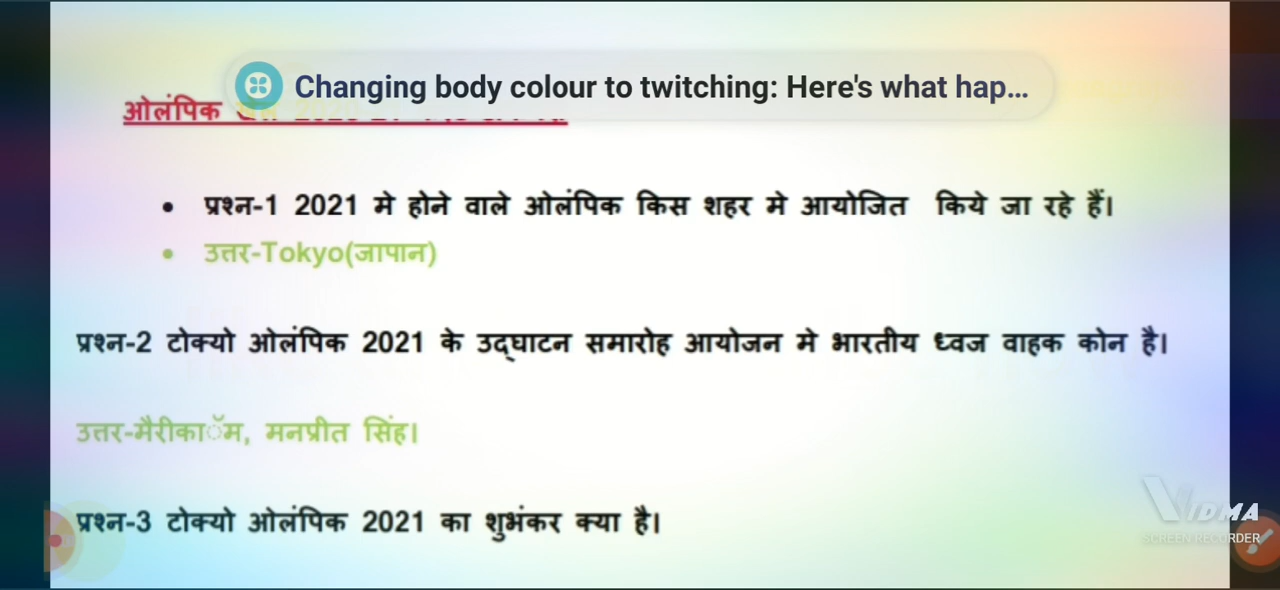 Changing body colour to twitching: Here's what hap...
ओलंपिक
प्रश्न-1 2021 मे होने वाले ओलंपिक किस शहर मे आयोजित किये जा रहे हैं।
उत्तर-Tokyo(जापान)
प्रश्न-2 टोक्यो ओलंपिक 2021 के उद्घाटन समारोह आयोजन मे भारतीय ध्वज वाहक कोन है।
उत्तर-मैरीकाॅम, मनप्रीत सिंह।
प्रश्न-3 टोक्यो ओलंपिक 2021 का शुभंकर क्या है।
VIDMA
SCREEN RECORDER